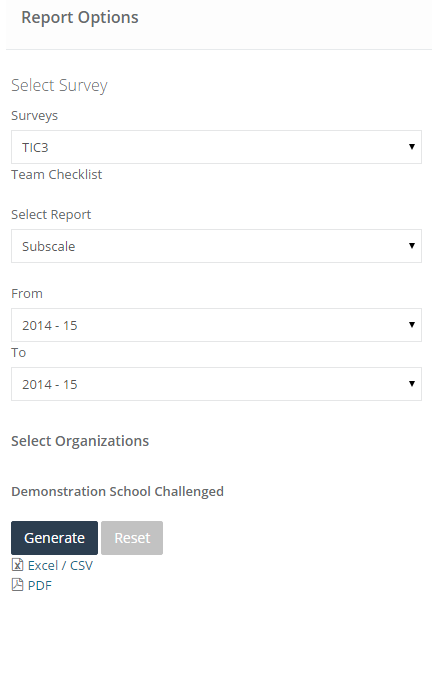 Report Options
Select Survey
Surveys
TIC3
Team Checklist
Select Report
Subscale
From
2014 - 15
To
2014 - 15
Select Organizations
Demonstration School Challenged
Generate Reset
Excel / CSV
PDF